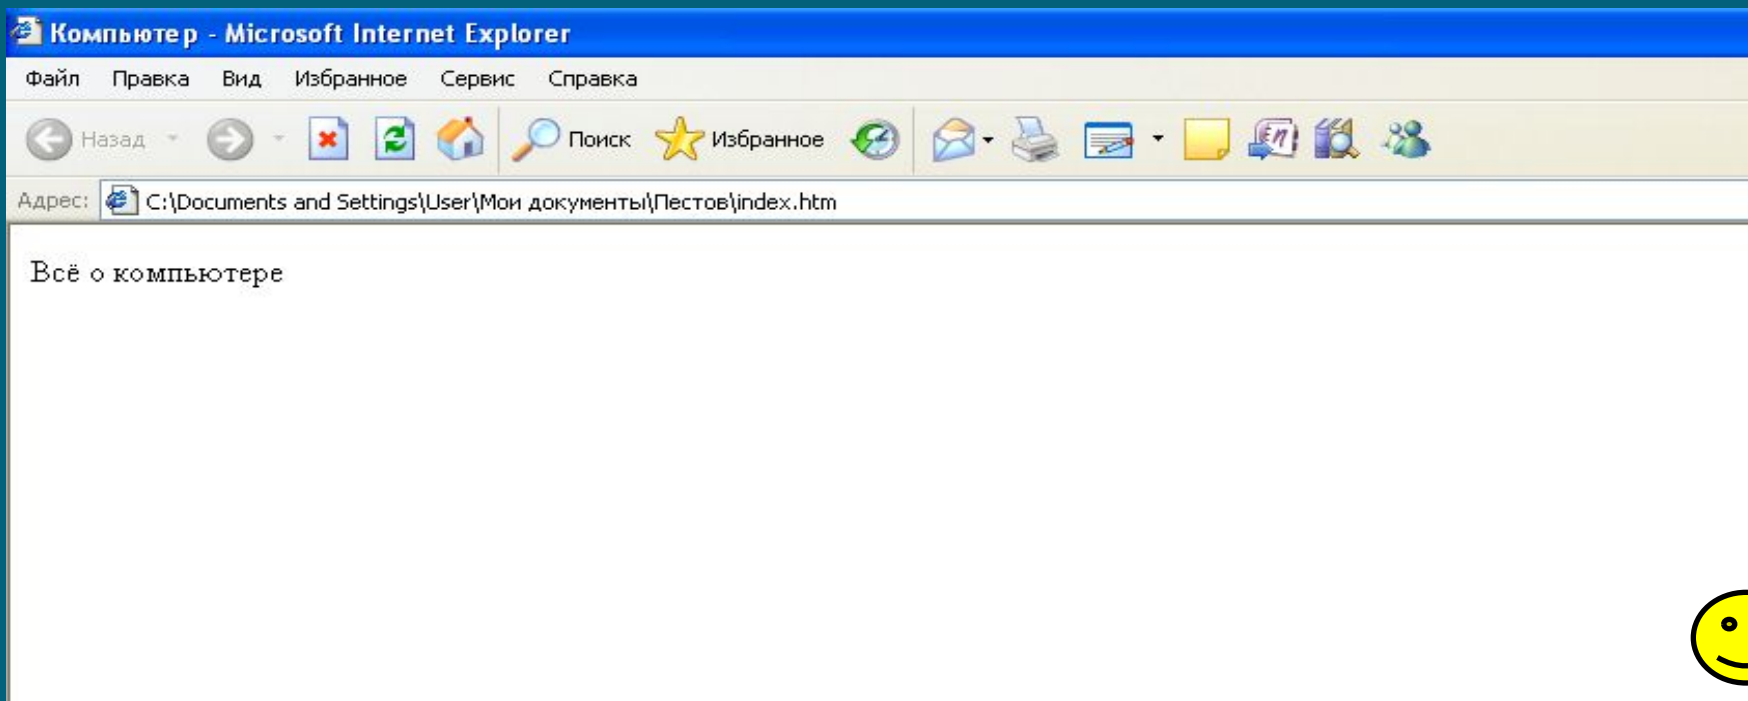 Компьютер - Microsoft Internet Explorer
Файл Правка Вид Избранное Сервис Справка
Назад Поиск Избранное
Адрес: C:\Documents and Settings\User\Мои документы\Пестов\index.htm
Всё о компьютере